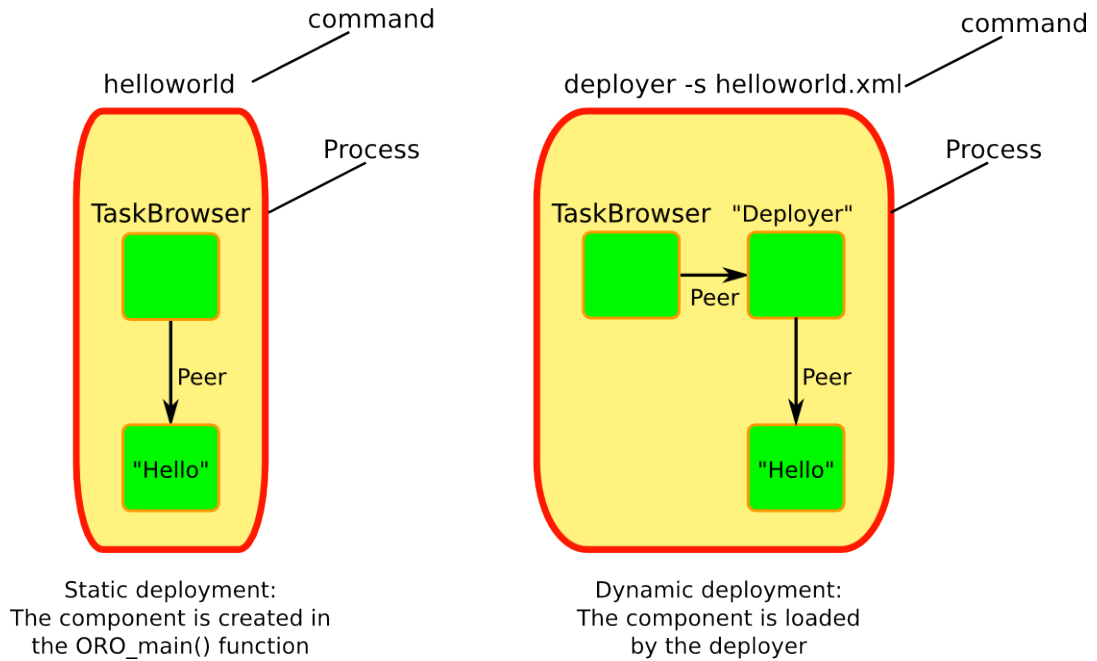 command
helloworld
Process
TaskBrowser
Peer
"Hello"
Static deployment:
The component is created in
the ORO_main() function
command
deployer -s helloworld.xml
Process
TaskBrowser
"Deployer"
Peer
Peer
"Hello"
Dynamic deployment:
The component is loaded
by the deployer